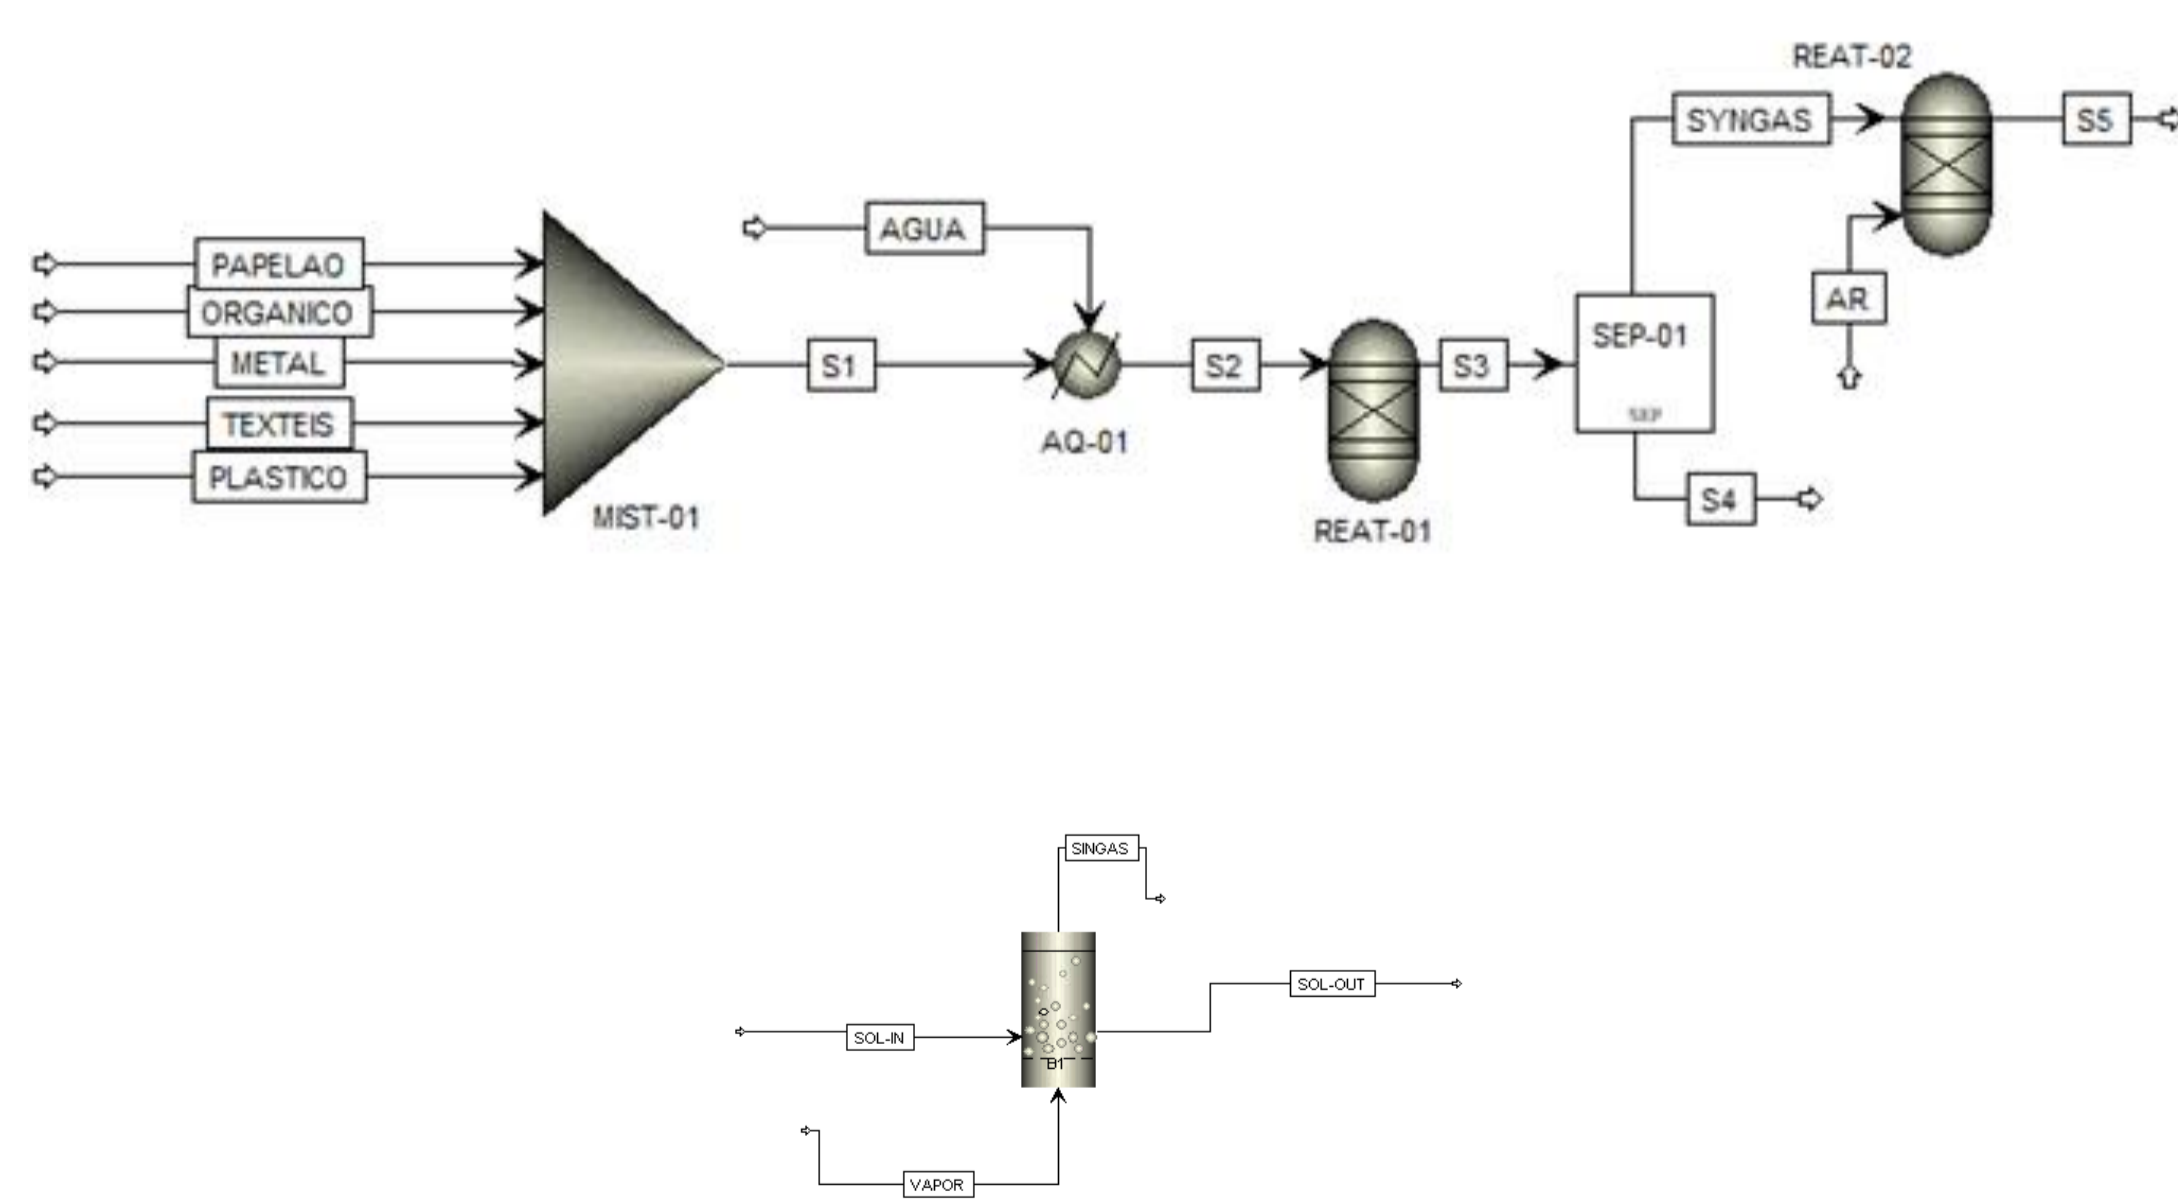 REAT-02
SYNGAS
S5
AGUA
PAPELAO
ORGANICO
METAL
TEXTEIS
PLASTICO
MIST-01
S1
AQ-01
S2
REAT-01
S3
SEP-01
SEP
AR
S4
SINGAS
SOL-OUT
SOL-IN
B1
VAPOR